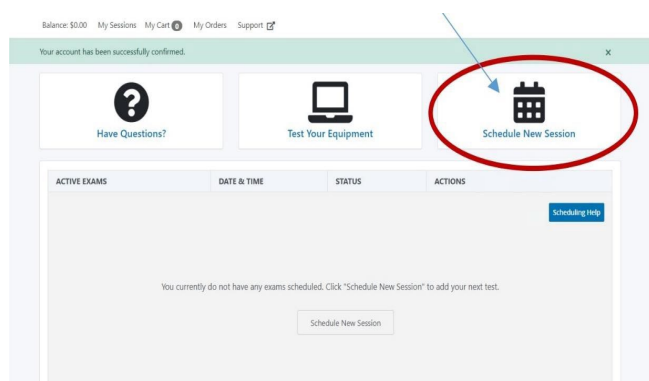 Balance: $0.00 My Sessions My Cart 0 My Orders Support
Your account has been successfully confirmed. x
Have Questions? Test Your Equipment Schedule New Session
ACTIVE EXAMS DATE & TIME STATUS ACTIONS
Scheduling Help
You currently do not have any exams scheduled. Click "Schedule New Session" to add your next test.
Schedule New Session